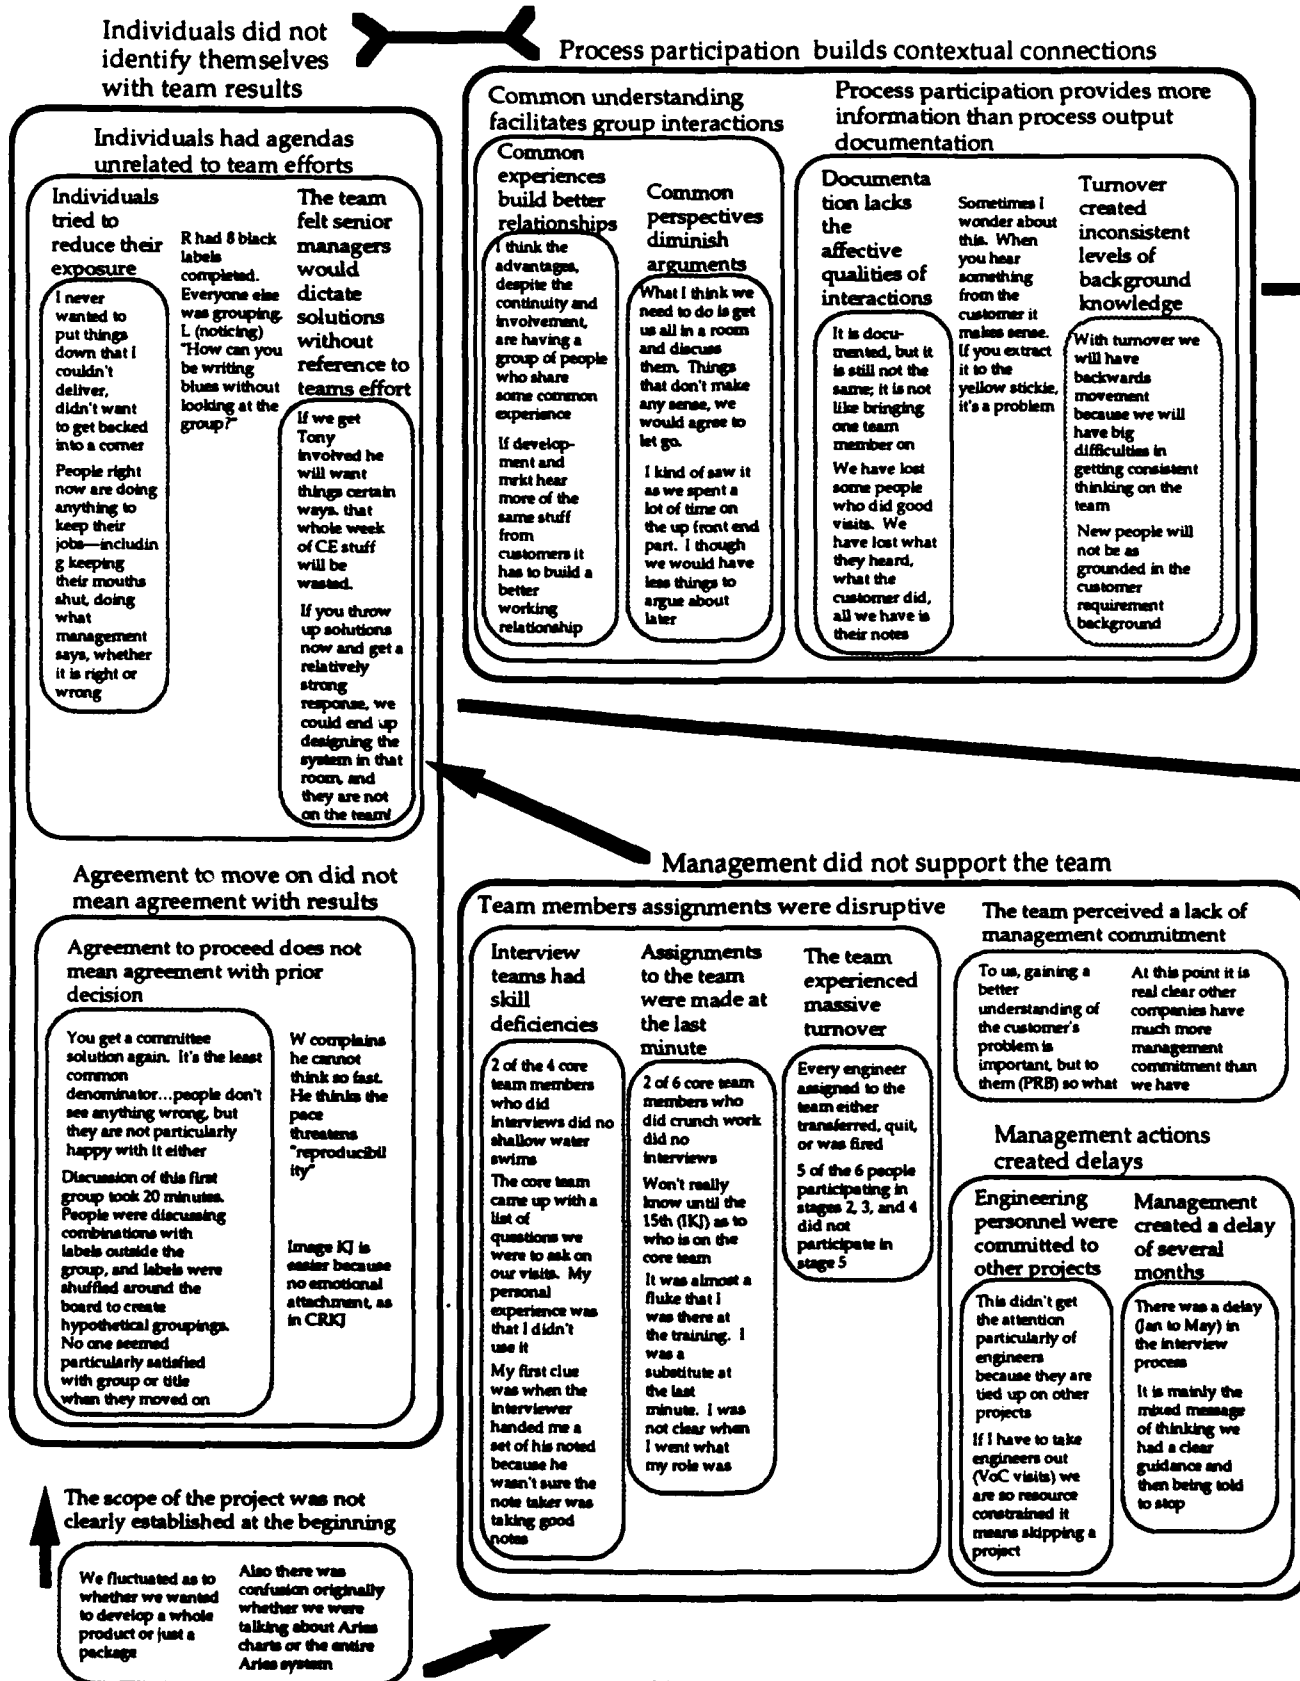 Individuals did not
identify themselves
with team results
Individuals had agendas
unrelated to team efforts
Individuals
tried to
reduce their
exposure
I never
wanted to
put things
down that I
couldn't
deliver,
didn't want
to get backed
into a corner
People right
now are doing
anything to
keep their
jobs—includin
g keeping
their mouths
shut, doing
what
management
says, whether
it is right or
wrong
R had 8 black
labels
completed.
Everyone else
was grouping.
L (noticing)
"How can you
be writing
blues without
looking at the
group?"
The team
felt senior
managers
would
dictate
solutions
without
reference to
teams effort
If we get
Tony
involved he
will want
things certain
ways. that
whole week
of CE stuff
will be
wasted.
If you throw
up solutions
now and get a
relatively
strong
response, we
could end up
designing the
system in that
room, and
they are not
on the team!
Agreement to move on did not
mean agreement with results
Agreement to proceed does not
mean agreement with prior
decision
You get a committee
solution again. It's the least
common
denominator...people don't
see anything wrong, but
they are not particularly
happy with it either
Discussion of this first
group took 20 minutes.
People were discussing
combinations with
labels outside the
group, and labels were
shuffled around the
board to create
hypothetical groupings.
No one seemed
particularly satisfied
with group or title
when they moved on
W complains
he cannot
think so fast.
He thinks the
pace
threatens
"reproducibil
ity"
Image KJ is
easier because
no emotional
attachment, as
in CRKJ
The scope of the project was not
clearly established at the beginning
We fluctuated as to
whether we wanted
to develop a whole
product or just a
package
Also there was
confusion originally
whether we were
talking about Aries
charts or the entire
Aries system
Process participation builds contextual connections
Common understanding
facilitates group interactions
Common
experiences
build better
relationships
I think the
advantages,
despite the
continuity and
involvement,
are having a
group of people
who share
some common
experience
If develop-
ment and
mrkt hear
more of the
same stuff
from
customers it
has to build a
better
working
relationship
Common
perspectives
diminish
arguments
What I think we
need to do is get
us all in a room
and discuss
them. Things
that don't make
any sense, we
would agree to
let go.
I kind of saw it
as we spent a
lot of time on
the up front end
part. I though
we would have
less things to
argue about
later
Process participation provides more
information than process output
documentation
Documenta
tion lacks
the
affective
qualities of
interactions
It is docu-
mented, but it
is still not the
same; it is not
like bringing
one team
member on
We have lost
some people
who did good
visits. We
have lost what
they heard,
what the
customer did,
all we have is
their notes
Sometimes I
wonder about
this. When
you hear
something
from the
customer it
makes sense.
If you extract
it to the
yellow stickie,
it's a problem
Turnover
created
inconsistent
levels of
background
knowledge
With turnover we
will have
backwards
movement
because we will
have big
difficulties in
getting consistent
thinking on the
team
New people will
not be as
grounded in the
customer
requirement
background
Management did not support the team
Team members assignments were disruptive
Interview
teams had
skill
deficiencies
2 of the 4 core
team members
who did
interviews did no
shallow water
swims
The core team
came up with a
list of
questions we
were to ask on
our visits. My
personal
experience was
that I didn't
use it
My first clue
was when the
interviewer
handed me a
set of his noted
because he
wasn't sure the
note taker was
taking good
notes
Assignments
to the team
were made at
the last
minute
2 of 6 core team
members who
did crunch work
did no
interviews
Won't really
know until the
15th (IKJ) as to
who is on the
core team
It was almost a
fluke that I
was there at
the training. I
was a
substitute at
the last
minute. I was
not clear when
I went what
my role was
The team
experienced
massive
turnover
Every engineer
assigned to the
team either
transferred, quit,
or was fired
5 of the 6 people
participating in
stages 2, 3, and 4
did not
participate in
stage 5
The team perceived a lack of
management commitment
To us, gaining a
better
understanding of
the customer's
problem is
important, but to
them (PRB) so what
At this point it is
real clear other
companies have
much more
management
commitment than
we have
Management actions
created delays
Engineering
personnel were
committed to
other projects
This didn't get
the attention
particularly of
engineers
because they are
tied up on other
projects
If I have to take
engineers out
(VoC visits) we
are so resource
constrained it
means skipping a
project
Management
created a delay
of several
months
There was a delay
(Jan to May) in
the interview
process
It is mainly the
mixed message
of thinking we
had a clear
guidance and
then being told
to stop